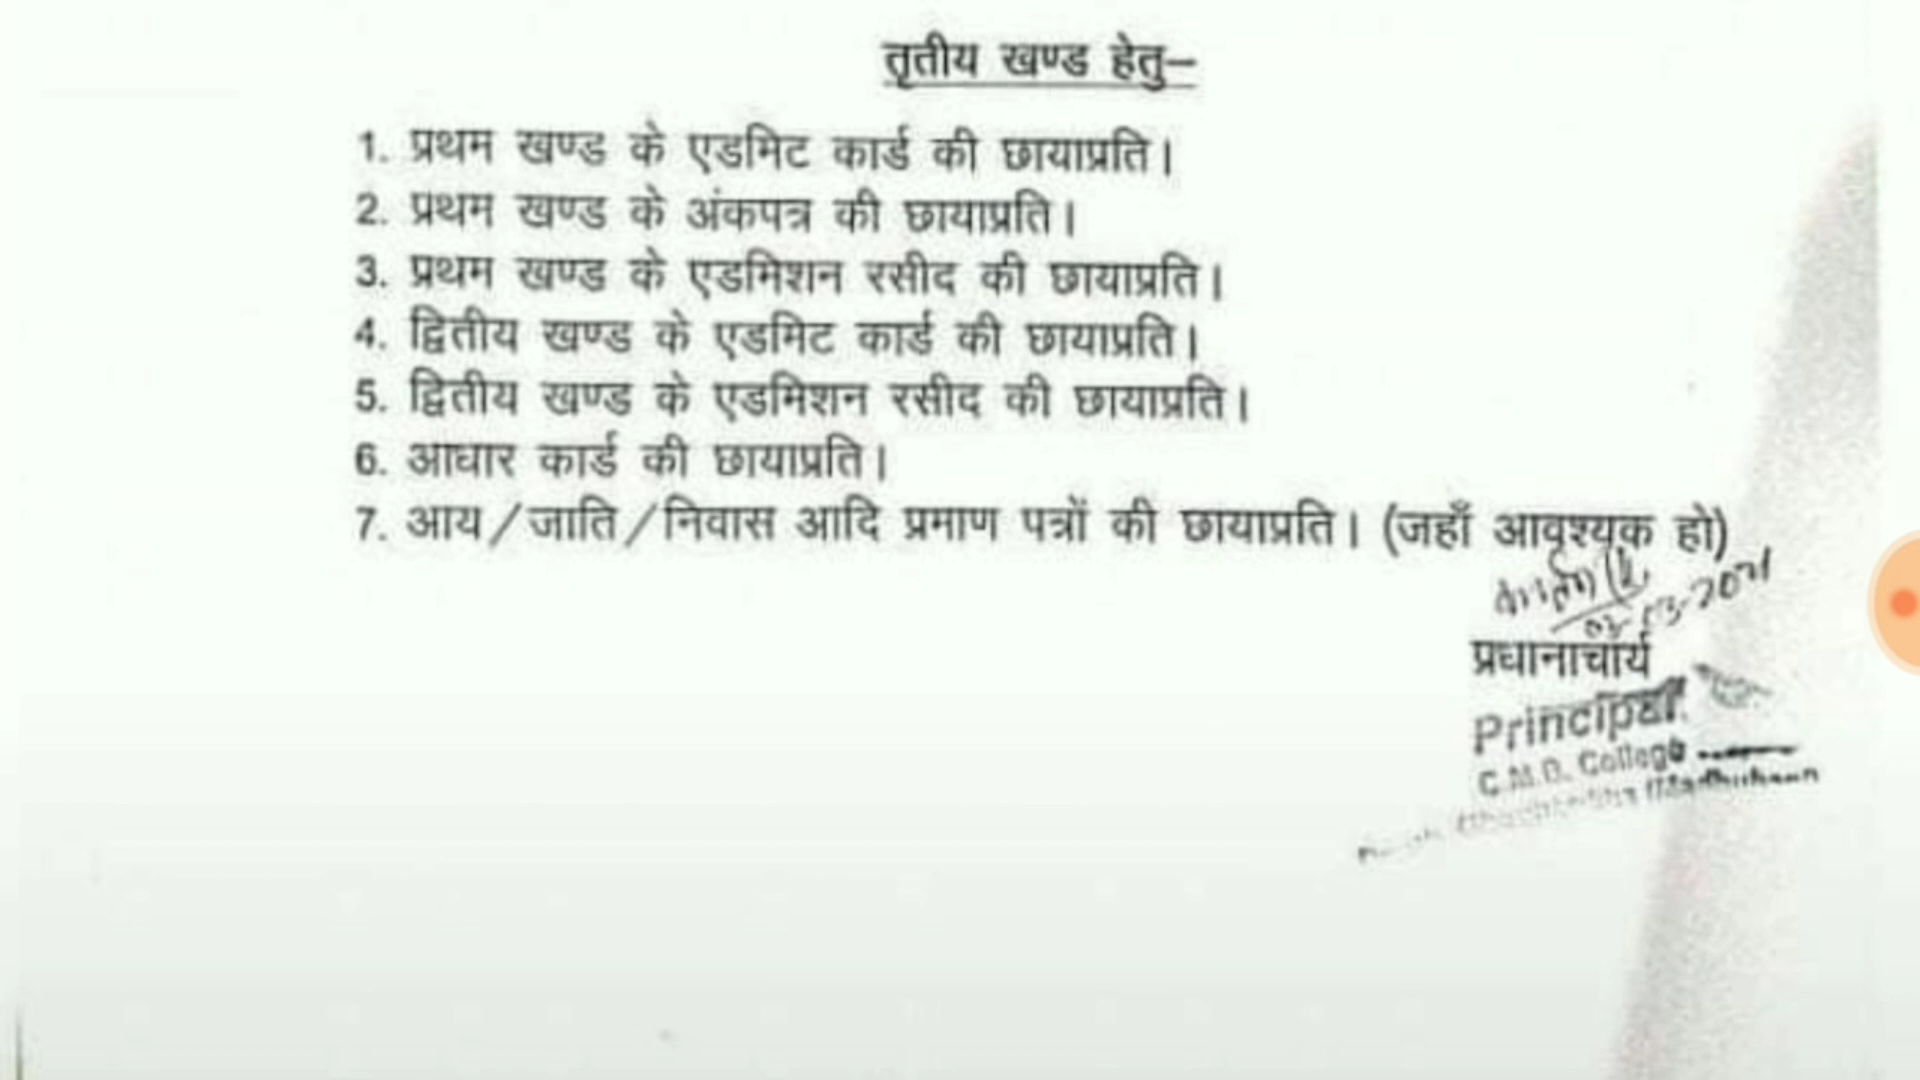 तृतीय खण्ड हेतु–
1. प्रथम खण्ड के एडमिट कार्ड की छायाप्रति।
2. प्रथम खण्ड के अंकपत्र की छायाप्रति।
3. प्रथम खण्ड के एडमिशन रसीद की छायाप्रति।
4. द्वितीय खण्ड के एडमिट कार्ड की छायाप्रति।
5. द्वितीय खण्ड के एडमिशन रसीद की छायाप्रति।
6. आधार कार्ड की छायाप्रति।
7. आय/जाति/निवास आदि प्रमाण पत्रों की छायाप्रति। (जहाँ आवश्यक हो)
प्रधानाचार्य
Principal
College